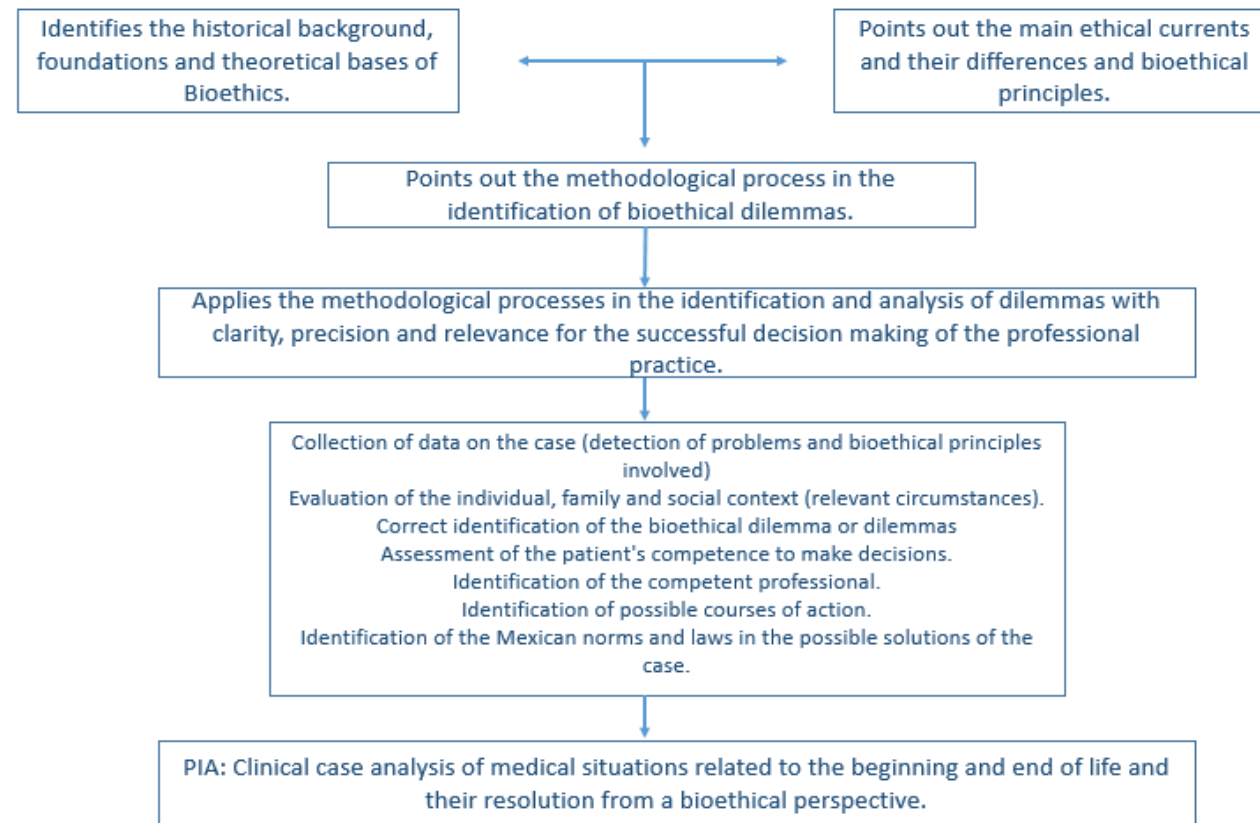 Identifies the historical background,
foundations and theoretical bases of
Bioethics.
Points out the main ethical currents
and their differences and bioethical
principles.
Points out the methodological process in the
identification of bioethical dilemmas.
Applies the methodological processes in the identification and analysis of dilemmas with
clarity, precision and relevance for the successful decision making of the professional
practice.
Collection of data on the case (detection of problems and bioethical principles
involved)
Evaluation of the individual, family and social context (relevant circumstances).
Correct identification of the bioethical dilemma or dilemmas
Assessment of the patient's competence to make decisions.
Identification of the competent professional.
Identification of possible courses of action.
Identification of the Mexican norms and laws in the possible solutions of the
case.
PIA: Clinical case analysis of medical situations related to the beginning and end of life and
their resolution from a bioethical perspective.